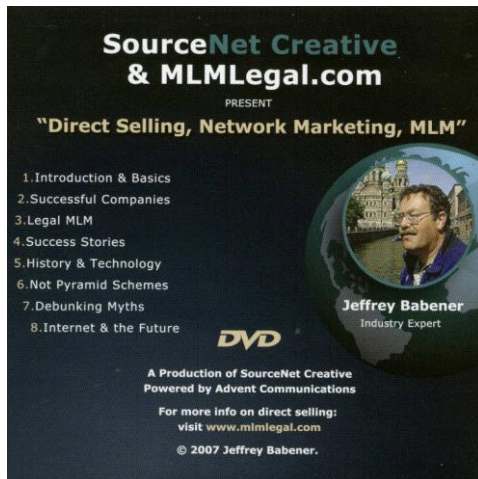 SourceNet Creative
& MLMLegal.com
PRESENT
“Direct Selling, Network Marketing, MLM”
1.Introduction & Basics
2.Successful Companies
3.Legal MLM
4.Success Stories
5.History & Technology
6.Not Pyramid Schemes
7.Debunking Myths
8.Internet & the Future
Jeffrey Babener
Industry Expert
DVD
A Production of SourceNet Creative
Powered by Advent Communications
For more info on direct selling:
visit www.mlmlegal.com
© 2007 Jeffrey Babener.